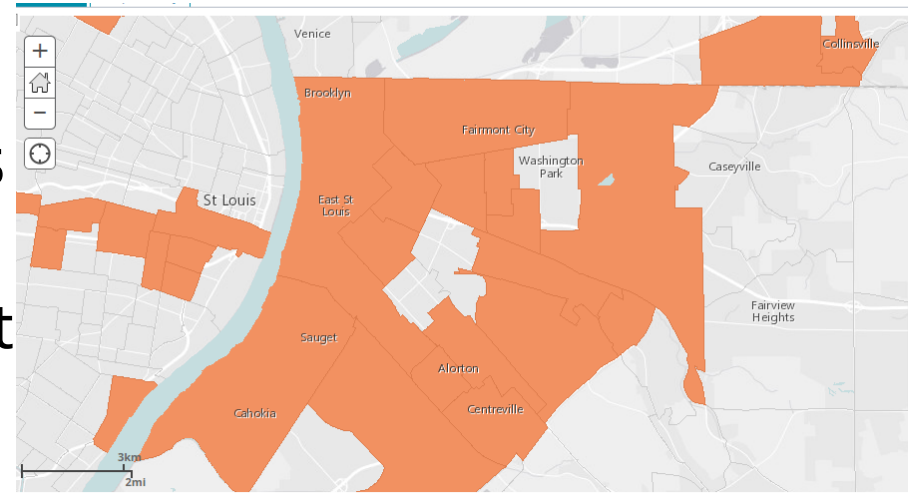 Venice
Collinsville
+
−
Brooklyn
Fairmont City
Washington
Park
Caseyville
St Louis
East St
Louis
Fairview
Heights
Sauget
Alorton
Centreville
Cahokia
3km
2mi
t